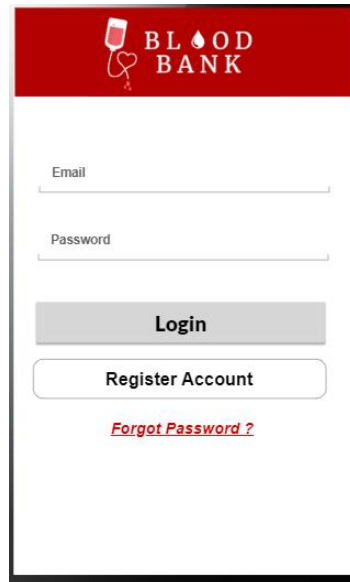 BLOOD
BANK
Email
Password
Login
Register Account
Forgot Password ?